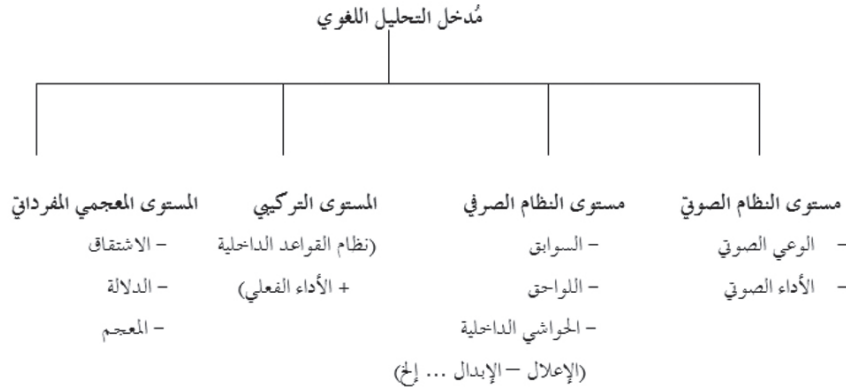 مُدخل التحليل اللغوي
مستوى النظام الصوتيّ
- الوعي الصوتي
- الأداء الصوتي
مستوى النظام الصرفي
– السوابق
– اللواحق
– الحواشي الداخلية
(الإعلال – الإبدال ... إلخ)
المستوى التركيبي
(نظام القواعد الداخلية
+ الأداء الفعلي)
المستوى المعجمي المفرداتيّ
– الاشتقاق
– الدلالة
– المعجم